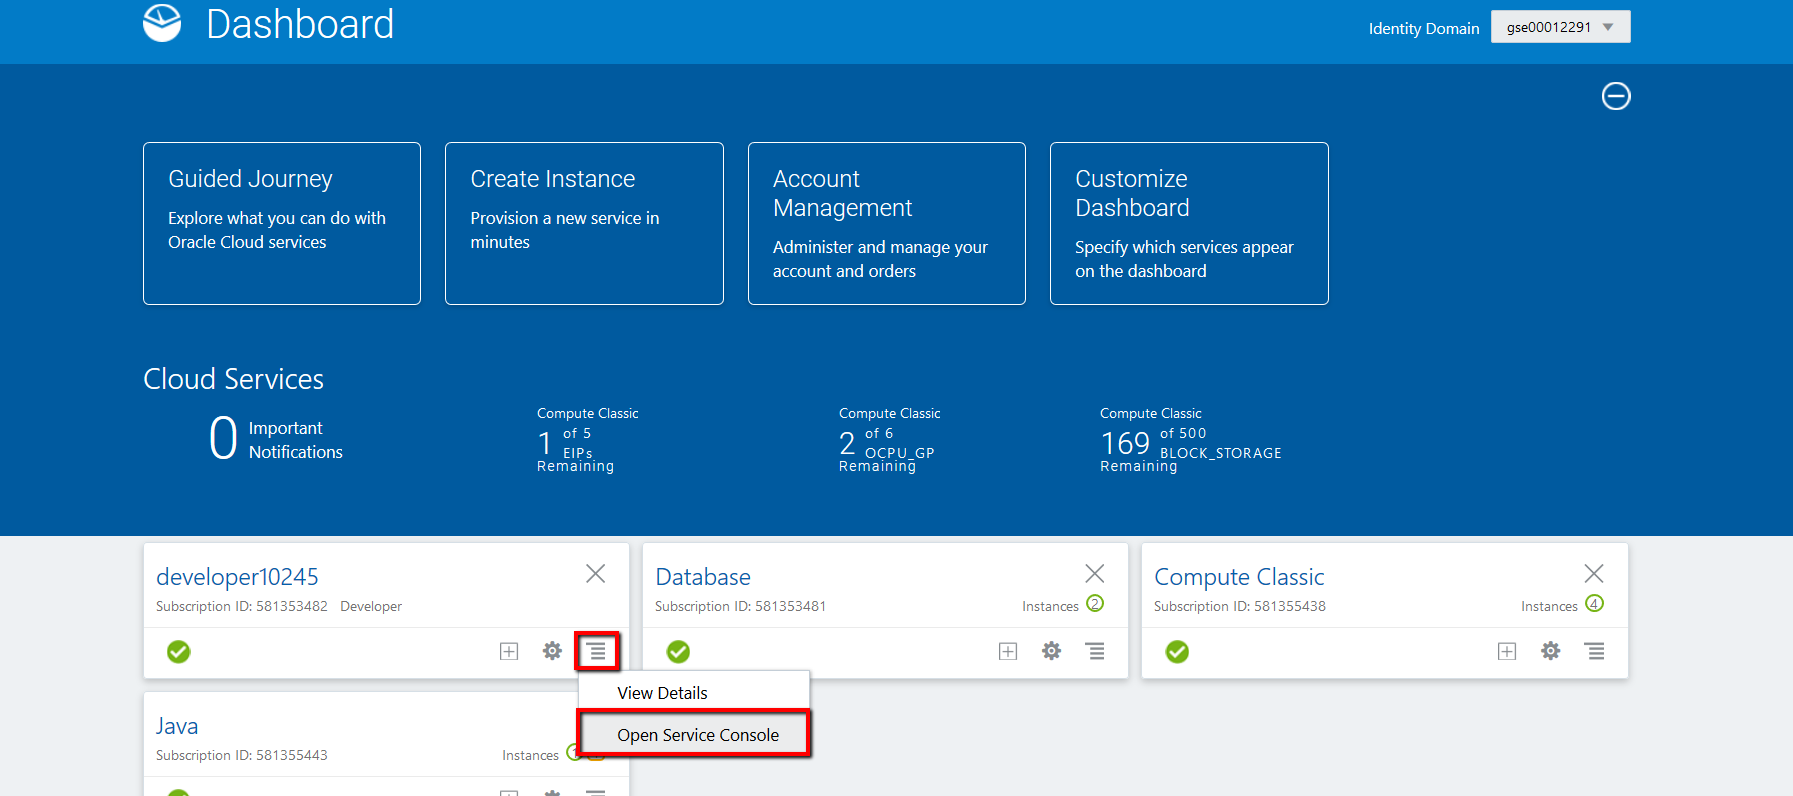 Dashboard
Identity Domain
gse00012291
Guided Journey
Explore what you can do with
Oracle Cloud services
Create Instance
Provision a new service in
minutes
Account
Management
Administer and manage your
account and orders
Customize
Dashboard
Specify which services appear
on the dashboard
Cloud Services
0
Important
Notifications
Compute Classic
1 of 5
EIPs
Remaining
Compute Classic
2 of 6
OCPU_GP
Remaining
Compute Classic
169 of 500
BLOCK_STORAGE
Remaining
developer10245
Subscription ID: 581353482 Developer
Database
Subscription ID: 581353481
Instances 2
Compute Classic
Subscription ID: 581355438
Instances 4
View Details
Open Service Console
Java
Subscription ID: 581355443
Instances